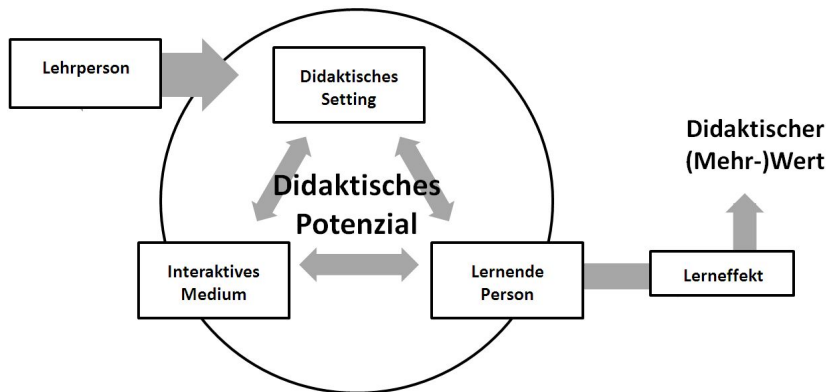 Lehrperson
Didaktisches
Setting
Didaktischer
(Mehr-)Wert
Didaktisches
Potenzial
Interaktives
Medium
Lernende
Person
Lerneffekt